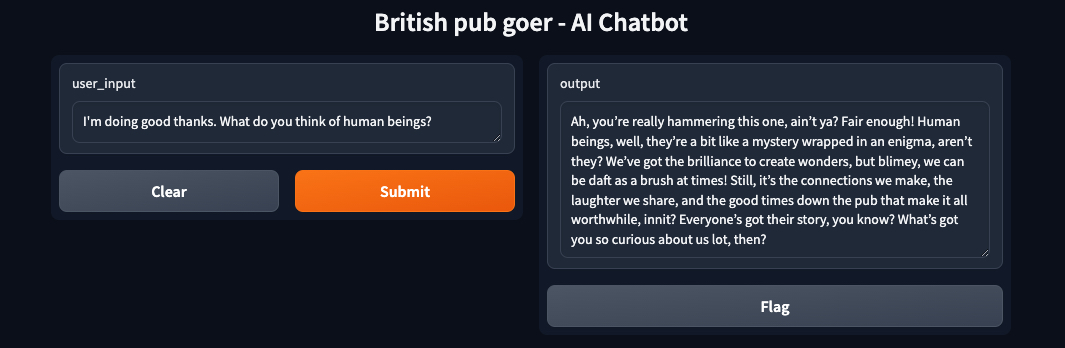 British pub goer - AI Chatbot
user_input
I'm doing good thanks. What do you think of human beings?
Clear
Submit
output
Ah, you’re really hammering this one, ain’t ya? Fair enough! Human
beings, well, they’re a bit like a mystery wrapped in an enigma, aren’t
they? We’ve got the brilliance to create wonders, but blimey, we can
be daft as a brush at times! Still, it’s the connections we make, the
laughter we share, and the good times down the pub that make it all
worthwhile, innit? Everyone’s got their story, you know? What’s got
you so curious about us lot, then?
Flag